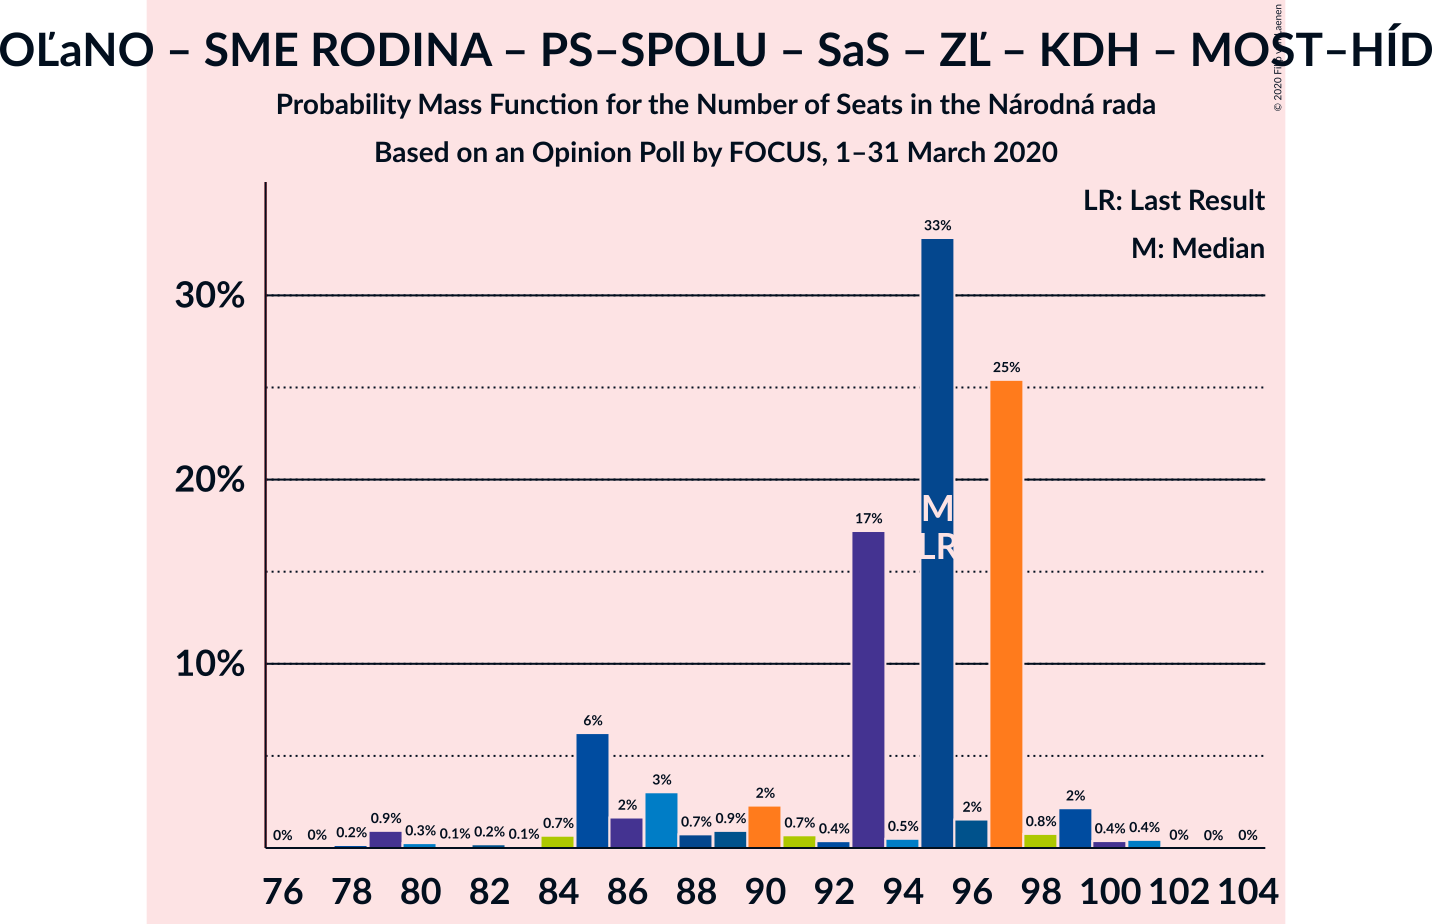 OĽaNO – SME RODINA – PS–SPOLU – SaS – ZĽ – KDH – MOST–HÍD
Probability Mass Function for the Number of Seats in the Národná rada
Based on an Opinion Poll by FOCUS, 1–31 March 2020
LR: Last Result
M: Median
30%
20%
10%
0% 0% 0.2% 0.9% 0.3% 0.1% 0.2% 0.1% 0.7% 6% 2% 3% 0.7% 0.9% 2% 0.7% 0.4% 17% 0.5% 33% 2% 25% 0.8% 2% 0.4% 0.4% 0% 0% 0%
M
LR
76 78 80 82 84 86 88 90 92 94 96 98 100 102 104
© 2020